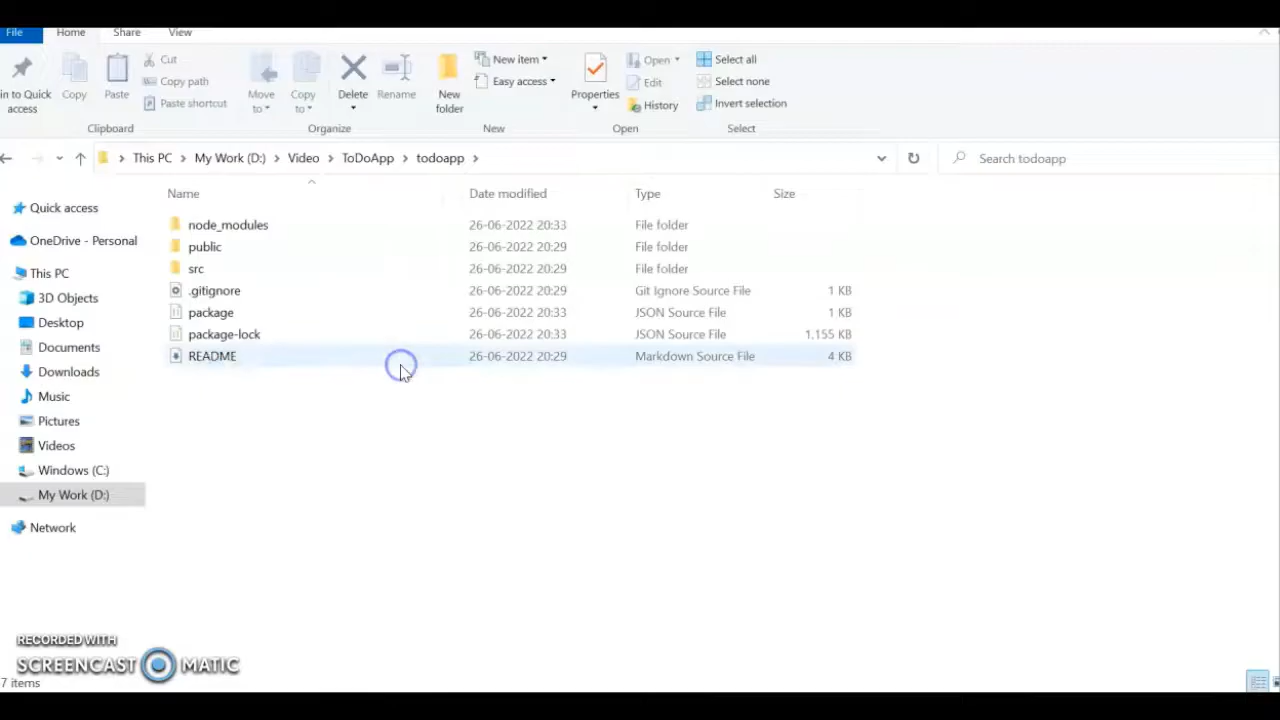 File Home Share View
in to Quick access
Copy
Paste
Cut
Copy path
Paste shortcut
Clipboard
Move to
Copy to
Delete
Rename
Organize
New folder
New item
Easy access
New
Properties
Open
Edit
History
Open
Select all
Select none
Invert selection
Select
This PC > My Work (D:) > Video > ToDoApp > todoapp >
Search todoapp
Name Date modified Type Size
Quick access
OneDrive - Personal
This PC
3D Objects
Desktop
Documents
Downloads
Music
Pictures
Videos
Windows (C:)
My Work (D:)
Network
node_modules 26-06-2022 20:33 File folder
public 26-06-2022 20:29 File folder
src 26-06-2022 20:29 File folder
.gitignore 26-06-2022 20:29 Git Ignore Source File 1 KB
package 26-06-2022 20:33 JSON Source File 1 KB
package-lock 26-06-2022 20:33 JSON Source File 1,155 KB
README 26-06-2022 20:29 Markdown Source File 4 KB
RECORDED WITH
SCREENCAST MATIC
7 items